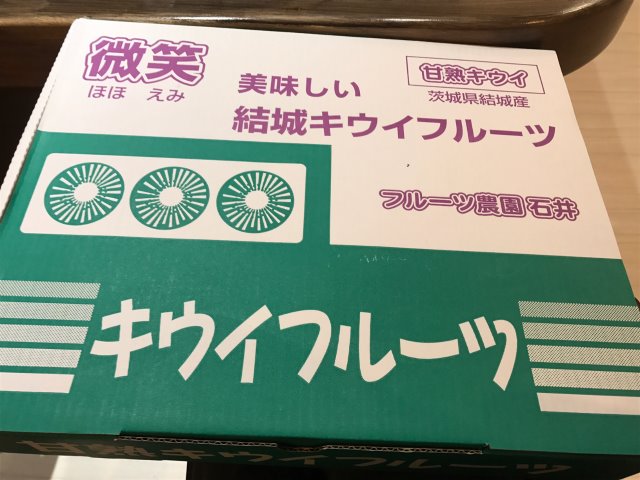 微笑
ほほ えみ
美味しい
結城キウイフルーツ
甘熟キウイ
茨城県結城産
フルーツ農園 石井
キウイフルーツ
甘熟キウイフルーツ